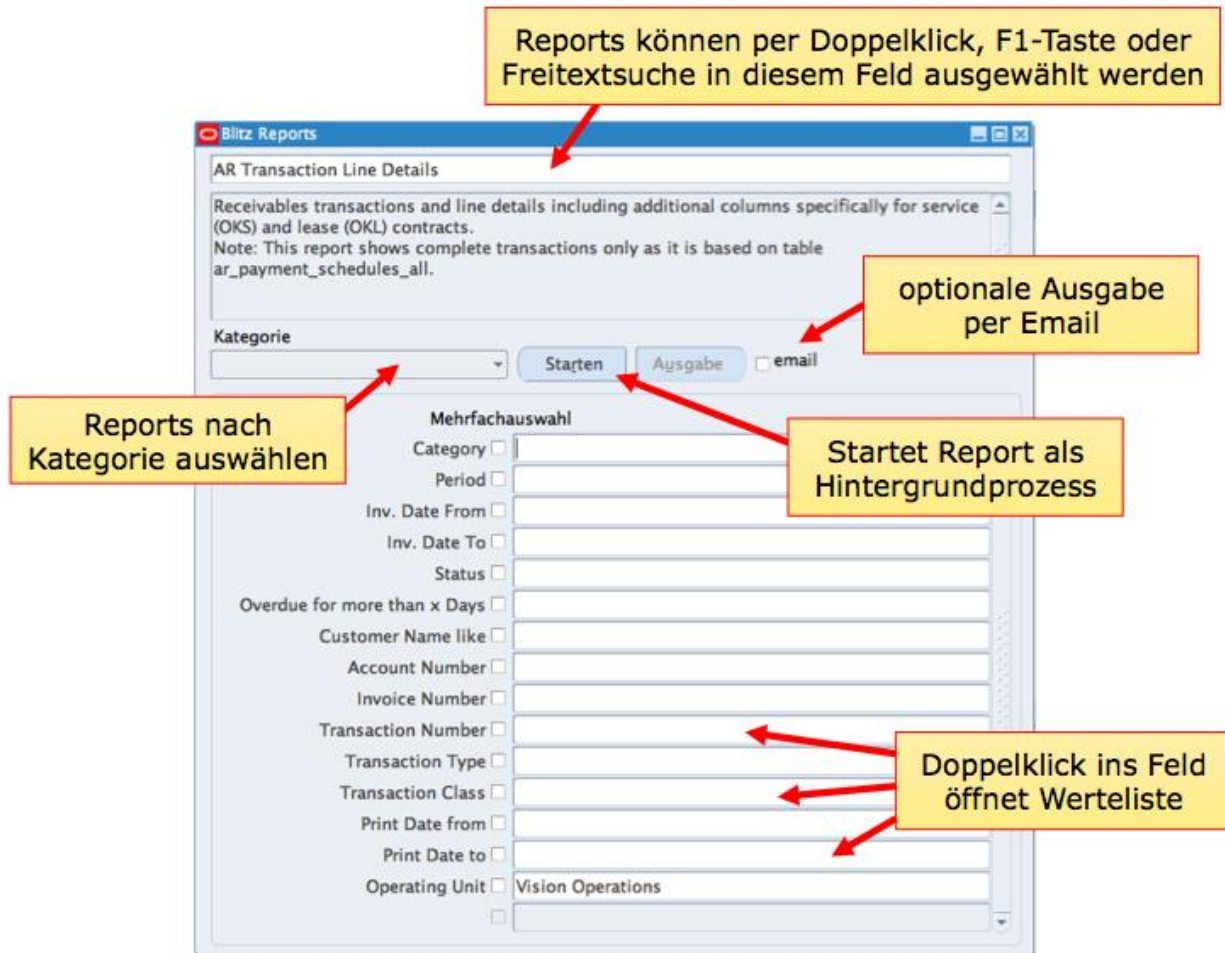 Reports können per Doppelklick, F1-Taste oder
Freitextsuche in diesem Feld ausgewählt werden
Blitz Reports
AR Transaction Line Details
Receivables transactions and line details including additional columns specifically for service
(OKS) and lease (OKL) contracts.
Note: This report shows complete transactions only as it is based on table
ar_payment_schedules_all.
optionale Ausgabe
per Email
Kategorie
Starten
Ausgabe
email
Reports nach
Kategorie auswählen
Startet Report als
Hintergrundprozess
Mehrfachauswahl
Category
Period
Inv. Date From
Inv. Date To
Status
Overdue for more than x Days
Customer Name like
Account Number
Invoice Number
Transaction Number
Transaction Type
Transaction Class
Print Date from
Print Date to
Operating Unit Vision Operations
Doppelklick ins Feld
öffnet Werteliste